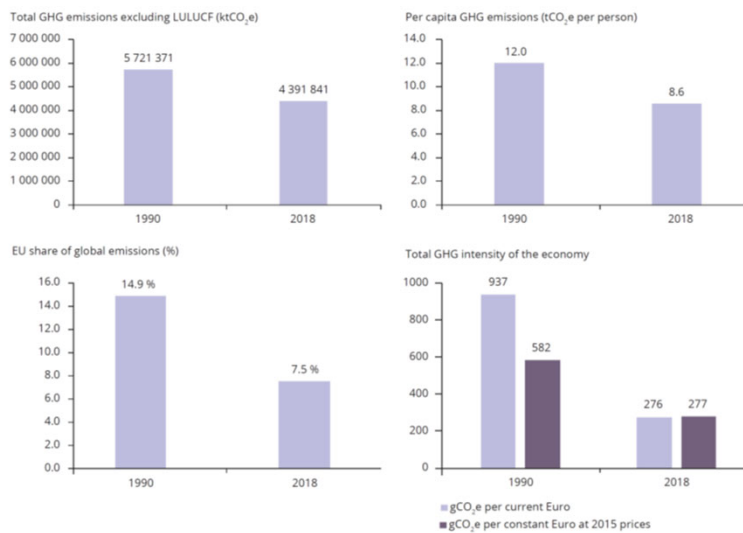 Total GHG emissions excluding LULUCF (ktCO₂e)
7 000 000
6 000 000
5 000 000
4 000 000
3 000 000
2 000 000
1 000 000
0
5 721 371
4 391 841
1990
2018
Per capita GHG emissions (tCO₂e per person)
14.0
12.0
10.0
8.0
6.0
4.0
2.0
0.0
12.0
8.6
1990
2018
EU share of global emissions (%)
16.0
14.0
12.0
10.0
8.0
6.0
4.0
2.0
0.0
14.9 %
7.5 %
1990
2018
Total GHG intensity of the economy
1000
800
600
400
200
0
937
582
276
277
1990
2018
gCO₂e per current Euro
gCO₂e per constant Euro at 2015 prices